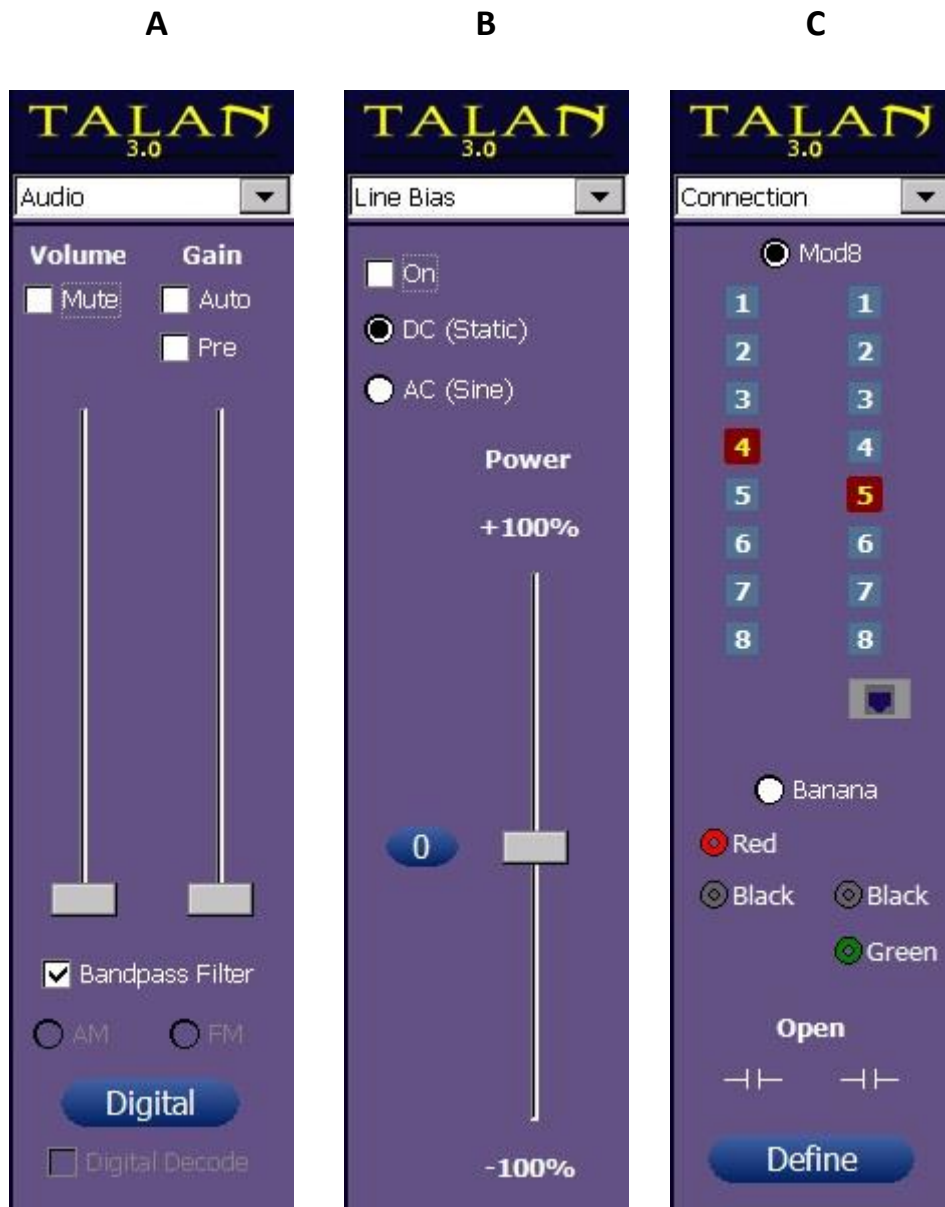 A
B
C
TALAN
3.0
Audio
Volume Gain
Mute Auto
Pre
Bandpass Filter
AM FM
Digital
Digital Decode
TALAN
3.0
Line Bias
On
DC (Static)
AC (Sine)
Power
+100%
0
-100%
TALAN
3.0
Connection
Mod8
1 1
2 2
3 3
4 4
5 5
6 6
7 7
8 8
Banana
Red
Black Black
Green
Open
Define